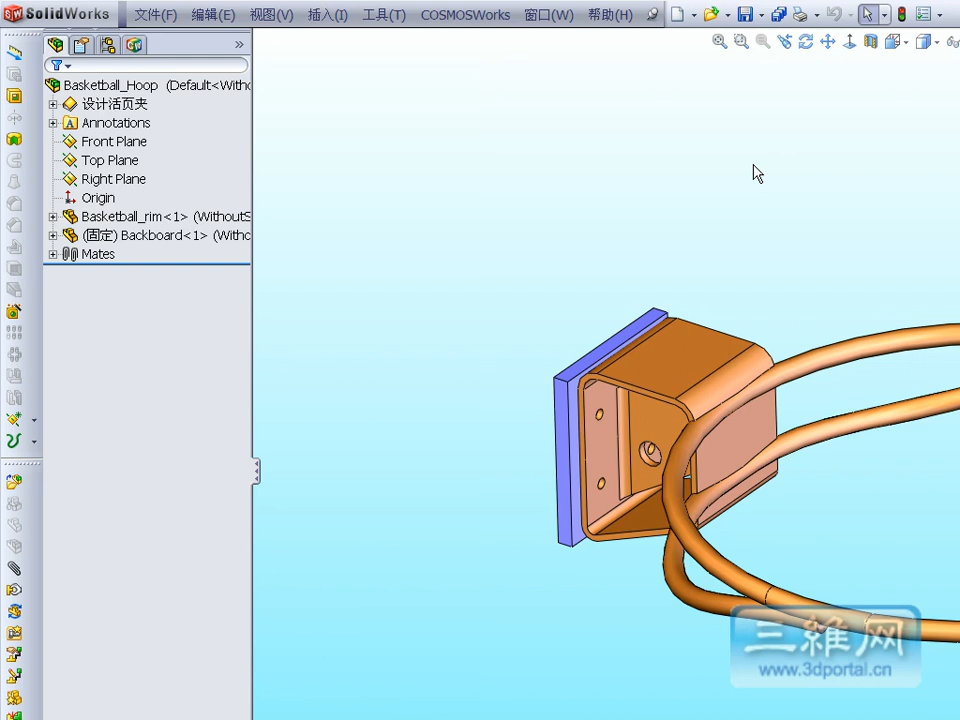 SolidWorks 文件(F) 编辑(E) 视图(V) 插入(I) 工具(T) COSMOSWorks 窗口(W) 帮助(H)
Basketball_Hoop (Default<With
设计活页夹
Annotations
Front Plane
Top Plane
Right Plane
Origin
Basketball_rim<1> (WithoutS
(固定) Backboard<1> (Witho
Mates
三維网
www.3dportal.cn